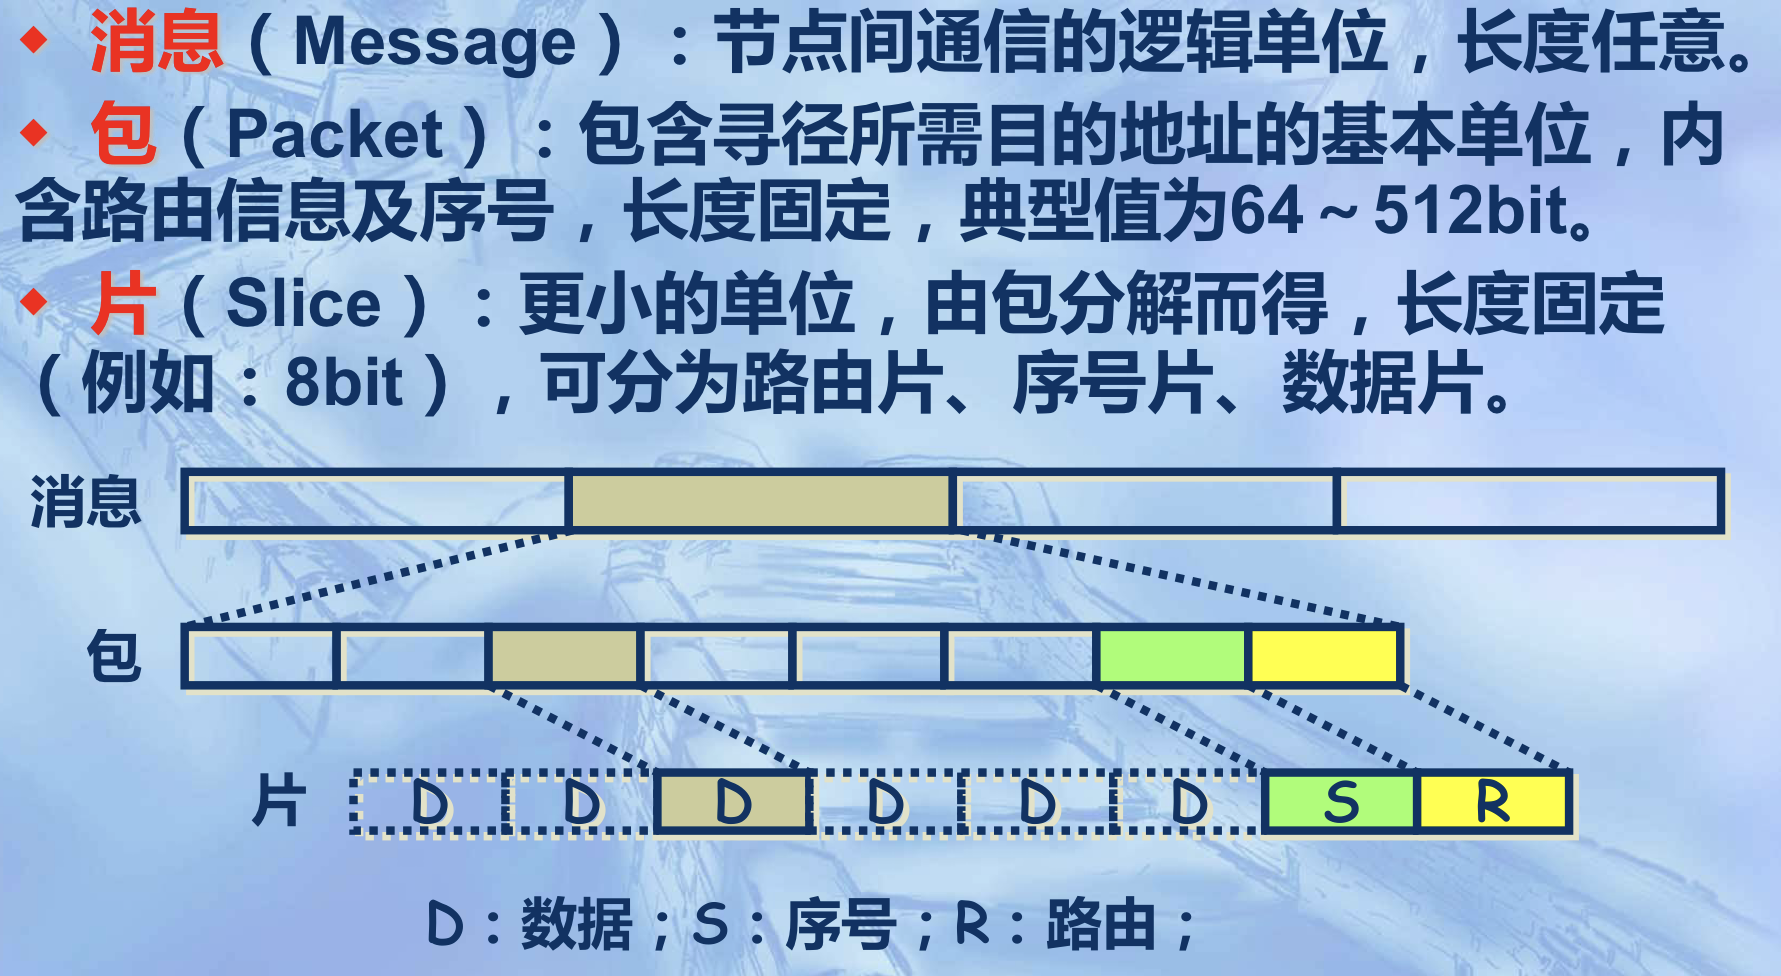 ◆ 消息（Message）：节点间通信的逻辑单位，长度任意。
◆ 包（Packet）：包含寻径所需目的地址的基本单位，内
含路由信息及序号，长度固定，典型值为64～512bit。
◆ 片（Slice）：更小的单位，由包分解而得，长度固定
（例如：8bit），可分为路由片、序号片、数据片。
消息
包
片 D D D D D D S R
D：数据；S：序号；R：路由；